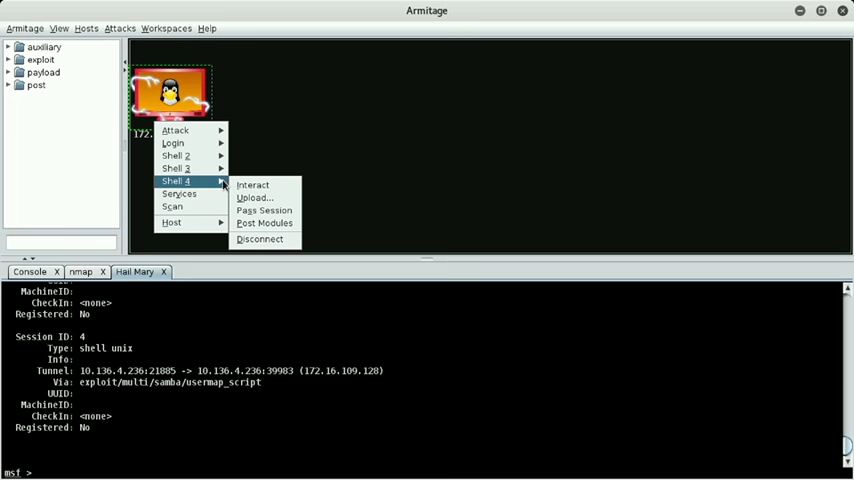 Armitage
Armitage View Hosts Attacks Workspaces Help
auxiliary
exploit
payload
post
172.
Attack
Login
Shell 2
Shell 3
Shell 4
Services
Scan
Host
Interact
Upload...
Pass Session
Post Modules
Disconnect
Console X nmap X Hail Mary X
MachineID:
CheckIn: <none>
Registered: No
Session ID: 4
Type: shell unix
Info:
Tunnel: 10.136.4.236:21885 -> 10.136.4.236:39983 (172.16.109.128)
Via: exploit/multi/samba/usermap_script
UUID:
MachineID:
CheckIn: <none>
Registered: No
msf >